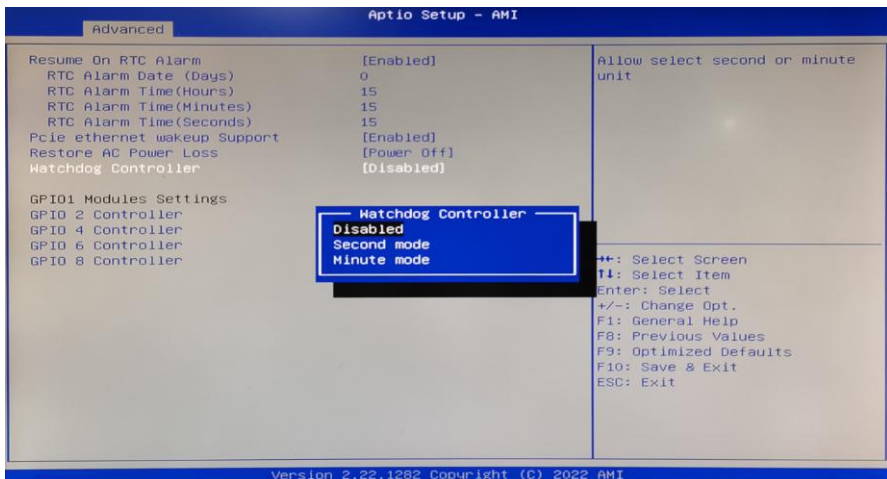 Aptio Setup - AMI
Advanced
Resume On RTC Alarm [Enabled]
RTC Alarm Date (Days) 0
RTC Alarm Time(Hours) 15
RTC Alarm Time(Minutes) 15
RTC Alarm Time(Seconds) 15
Pcie ethernet wakeup Support [Enabled]
Restore AC Power Loss [Power Off]
Watchdog Controller [Disabled]
GPIO1 Modules Settings
GPIO 2 Controller
GPIO 4 Controller
GPIO 6 Controller
GPIO 8 Controller
Watchdog Controller
Disabled
Second mode
Minute mode
Allow select second or minute
unit
→←: Select Screen
↑↓: Select Item
Enter: Select
+/-: Change Opt.
F1: General Help
F8: Previous Values
F9: Optimized Defaults
F10: Save & Exit
ESC: Exit
Version 2.22.1282 Copyright (C) 2022 AMI